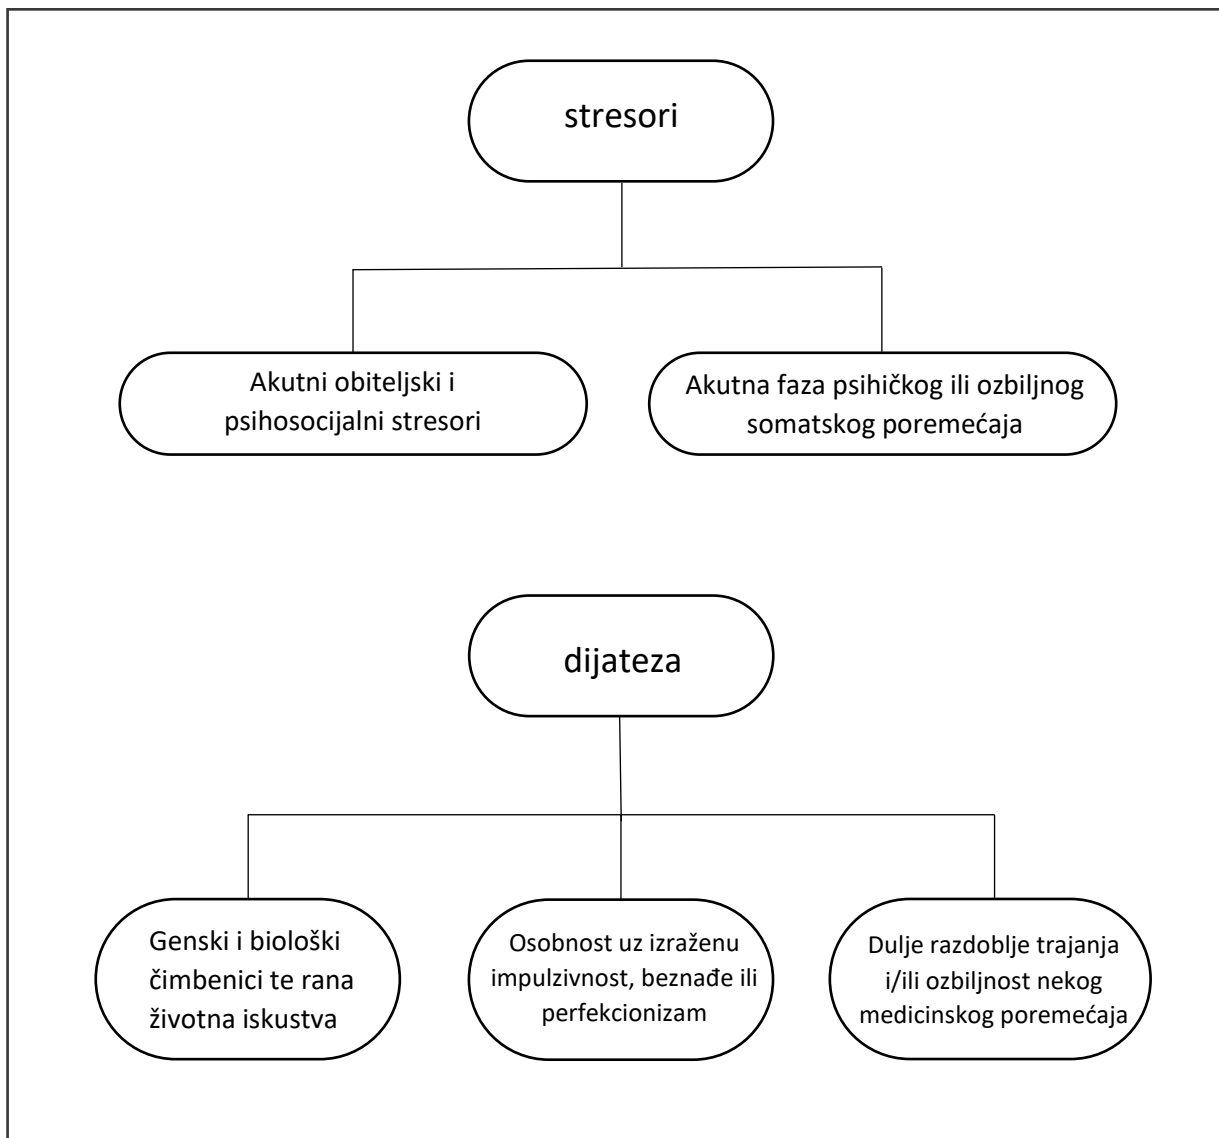 stresori
Akutni obiteljski i
psihosocijalni stresori
Akutna faza psihičkog ili ozbiljnog
somatskog poremećaja
dijateza
Genski i biološki
čimbenici te rana
životna iskustva
Osobnost uz izraženu
impulzivnost, beznađe ili
perfekcionizam
Dulje razdoblje trajanja
i/ili ozbiljnost nekog
medicinskog poremećaja